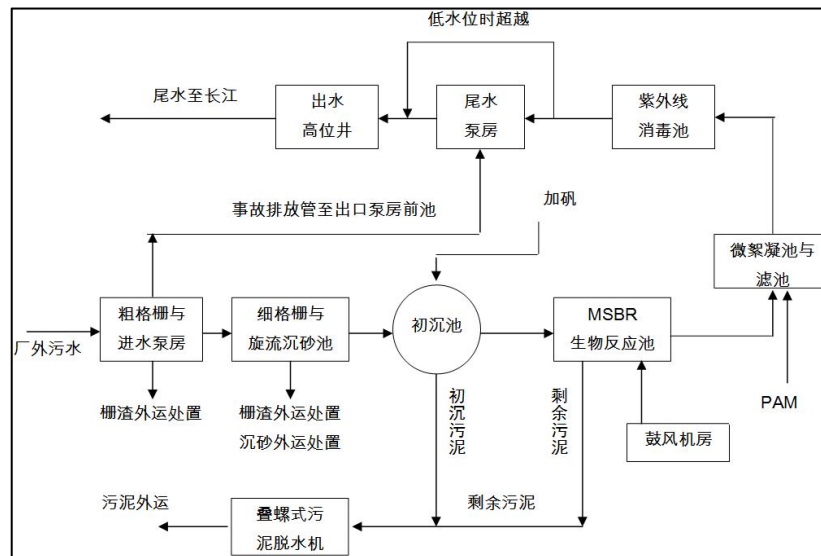 低水位时超越
尾水至长江
出水
高位井
尾水
泵房
紫外线
消毒池
事故排放管至出口泵房前池
加矾
微絮凝池与
滤池
厂外污水
粗格栅与
进水泵房
细格栅与
旋流沉砂池
初沉池
MSBR
生物反应池
栅渣外运处置
栅渣外运处置
沉砂外运处置
初沉污泥
剩余污泥
鼓风机房
PAM
污泥外运
叠螺式污
泥脱水机
剩余污泥